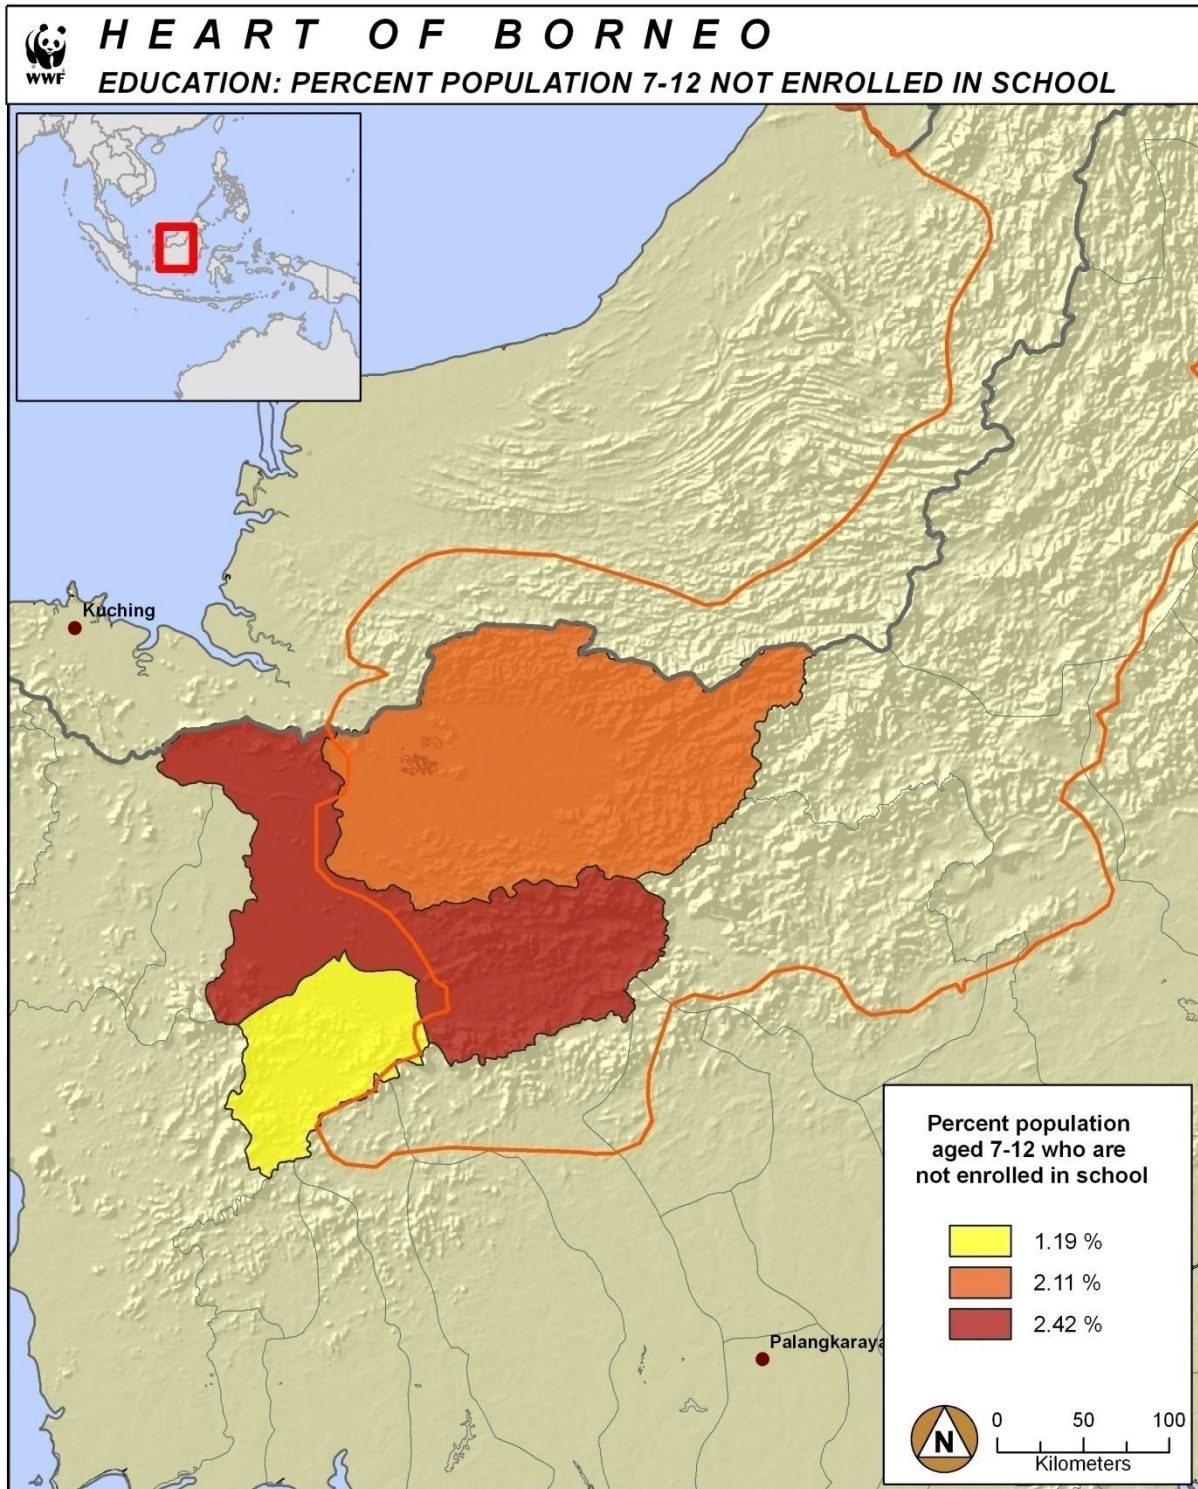 HEART OF BORNEO
WWF
EDUCATION: PERCENT POPULATION 7-12 NOT ENROLLED IN SCHOOL
Kuching
Percent population
aged 7-12 who are
not enrolled in school
1.19 %
2.11 %
2.42 %
Palangkaraya
N
0 50 100
Kilometers